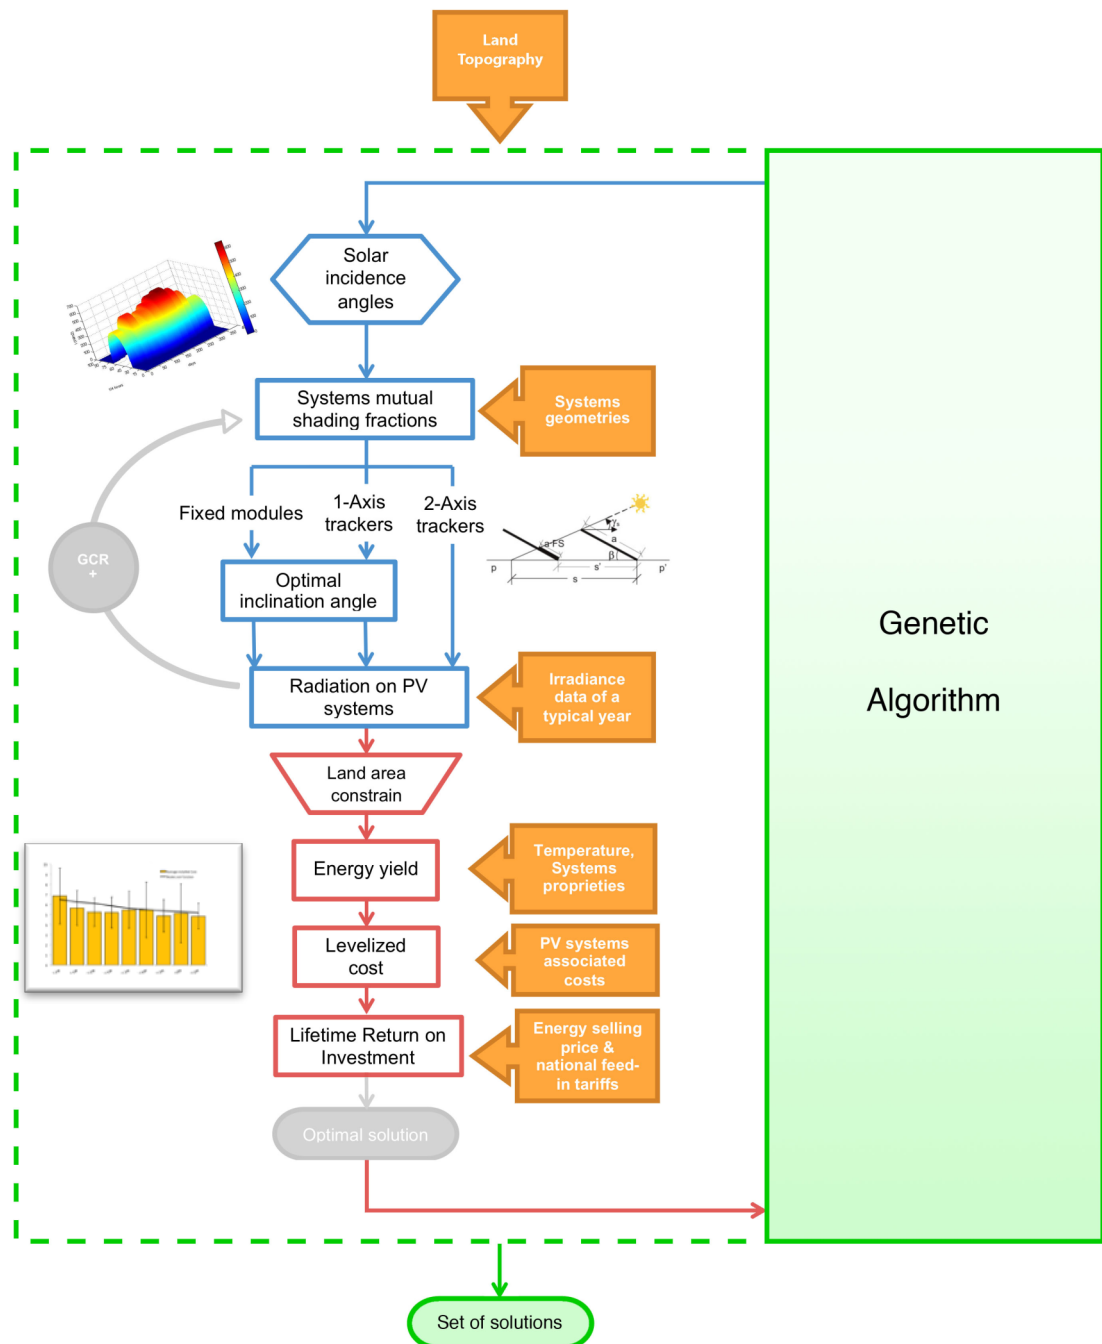 Land
Topography
Solar
incidence
angles
Systems mutual
shading fractions
Systems
geometries
Fixed modules
1-Axis
trackers
2-Axis
trackers
GCR
+
Optimal
inclination angle
a FS
γs
a
β
p
s'
p'
s
Radiation on PV
systems
Irradiance
data of a
typical year
Genetic
Algorithm
Land area
constrain
Energy yield
Temperature,
Systems
proprieties
Levelized
cost
PV systems
associated
costs
Lifetime Return on
Investment
Energy selling
price &
national feed-
in tariffs
Optimal solution
Set of solutions